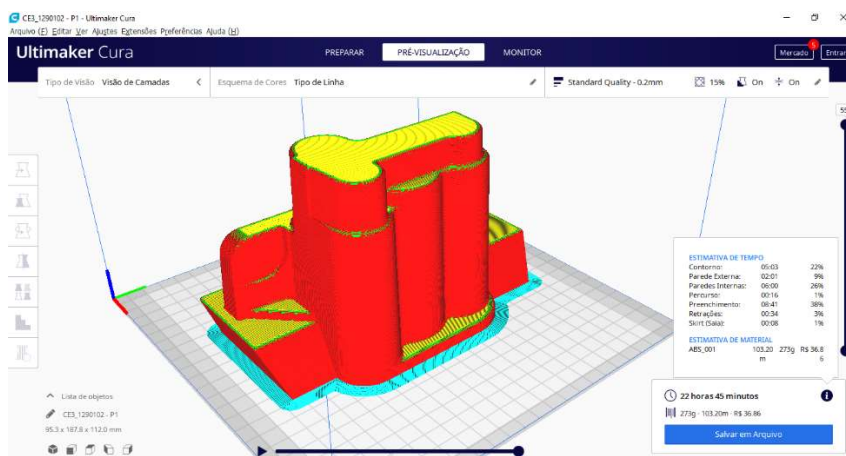 CE3_1290102 - P1 - Ultimaker Cura
Arquivo (F) Editar Ver Ajustes Extensões Preferências Ajuda (H)
Ultimaker Cura
PREPARAR
PRÉ-VISUALIZAÇÃO
MONITOR
Mercado
5
Entrar
Tipo de Visão Visão de Camadas
Esquema de Cores Tipo de Linha
Standard Quality - 0.2mm
15%
On
On
ESTIMATIVA DE TEMPO
Contorno: 05:03 22%
Parede Externa: 02:01 9%
Paredes Internas: 06:00 26%
Percurso: 00:16 1%
Preenchimento: 08:41 38%
Retrações: 00:34 3%
Skirt (Saia): 00:08 1%
ESTIMATIVA DE MATERIAL
ABS_001 103.20 273g R$ 36.8
m 6
22 horas 45 minutos
273g · 103.20m · R$ 36.86
Salvar em Arquivo
Lista de objetos
CE3_1290102 - P1
95.3 x 187.8 x 112.0 mm